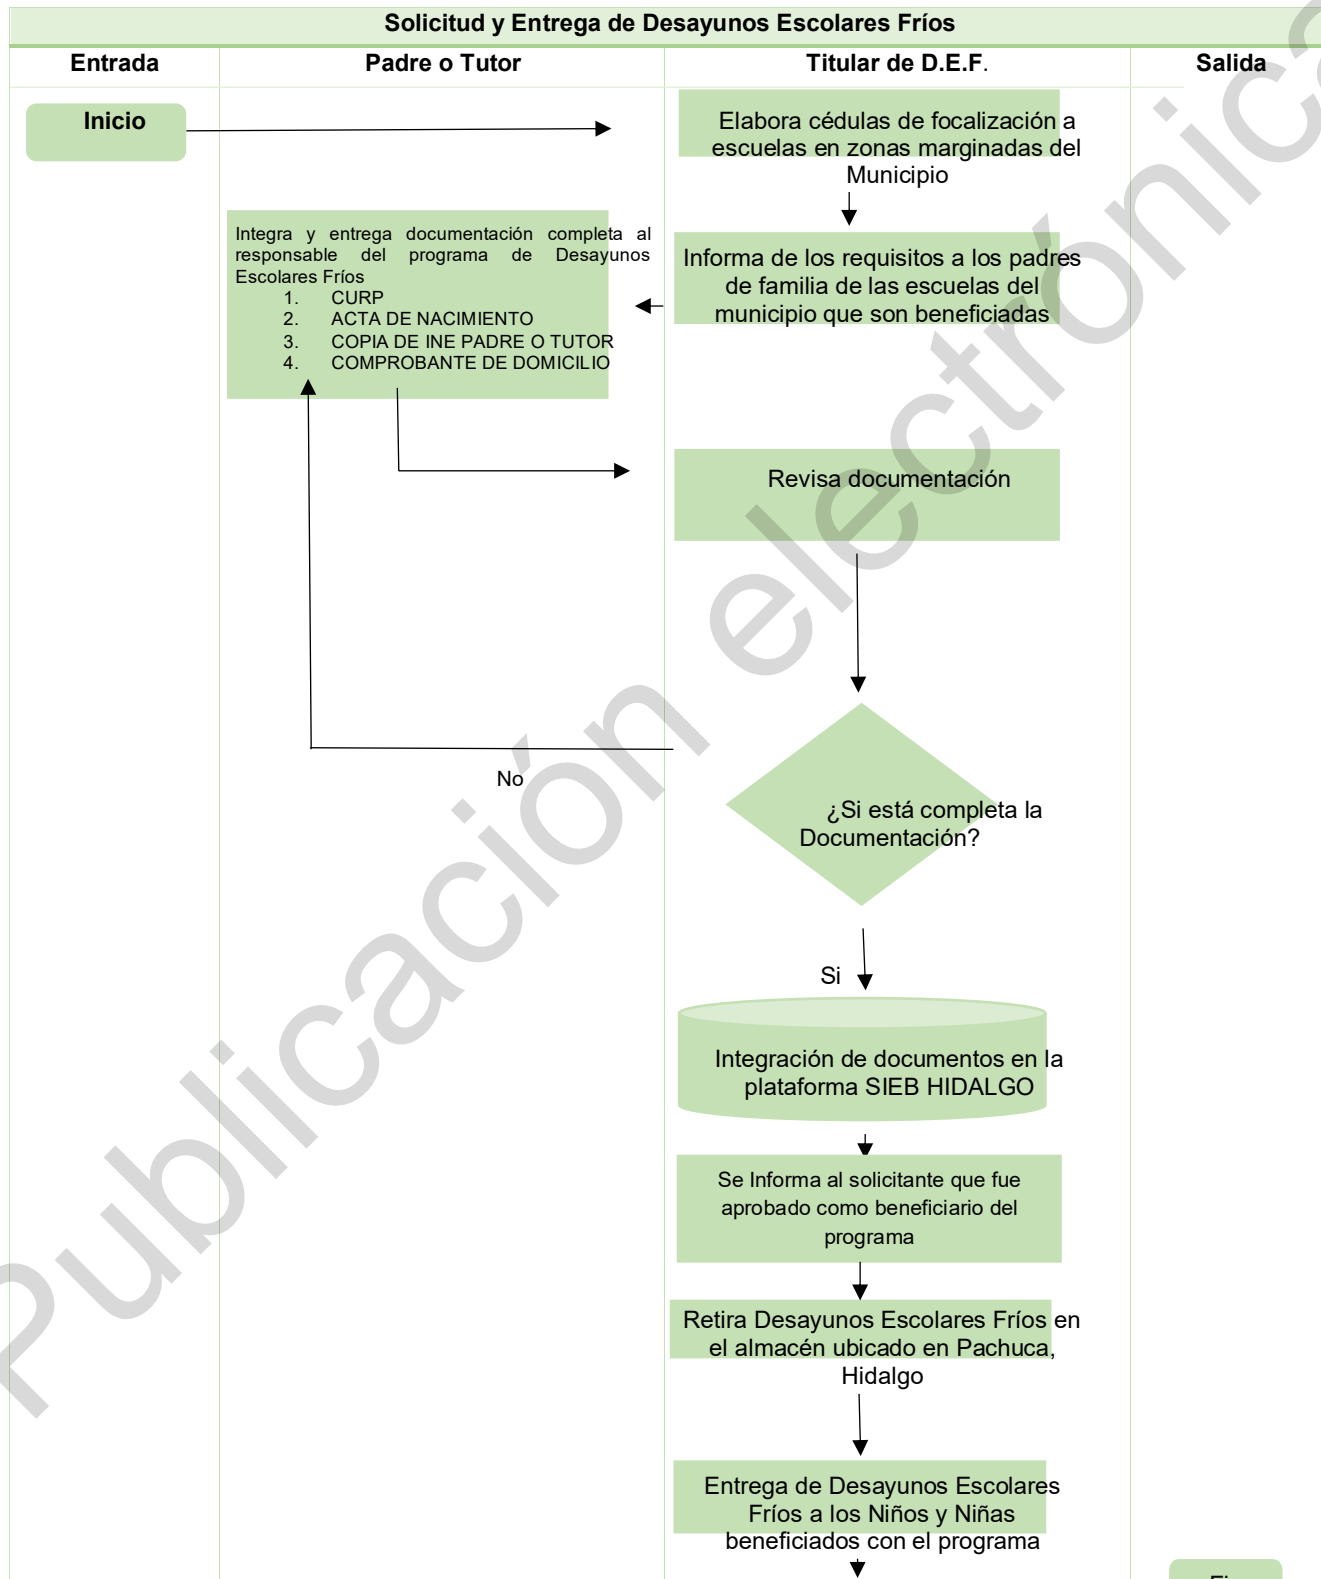 Solicitud y Entrega de Desayunos Escolares Fríos
Entrada
Padre o Tutor
Titular de D.E.F.
Salida
Inicio
Elabora cédulas de focalización a
escuelas en zonas marginadas del
Municipio
Integra y entrega documentación completa al
responsable del programa de Desayunos
Escolares Fríos
1. CURP
2. ACTA DE NACIMIENTO
3. COPIA DE INE PADRE O TUTOR
4. COMPROBANTE DE DOMICILIO
Informa de los requisitos a los padres
de familia de las escuelas del
municipio que son beneficiadas
Revisa documentación
No
¿Si está completa la
Documentación?
Si
Integración de documentos en la
plataforma SIEB HIDALGO
Se Informa al solicitante que fue
aprobado como beneficiario del
programa
Retira Desayunos Escolares Fríos en
el almacén ubicado en Pachuca,
Hidalgo
Entrega de Desayunos Escolares
Fríos a los Niños y Niñas
beneficiados con el programa
Publicación electrónica